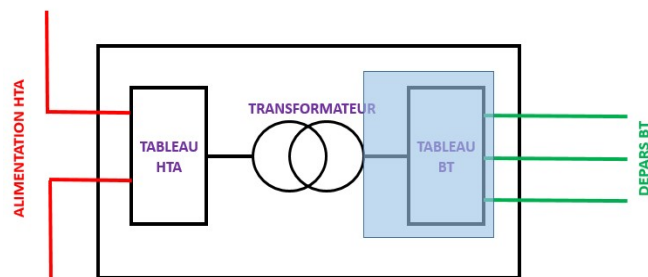 ALIMENTATION HTA
TABLEAU
HTA
TRANSFORMATEUR
TABLEAU
BT
DEPARS BT